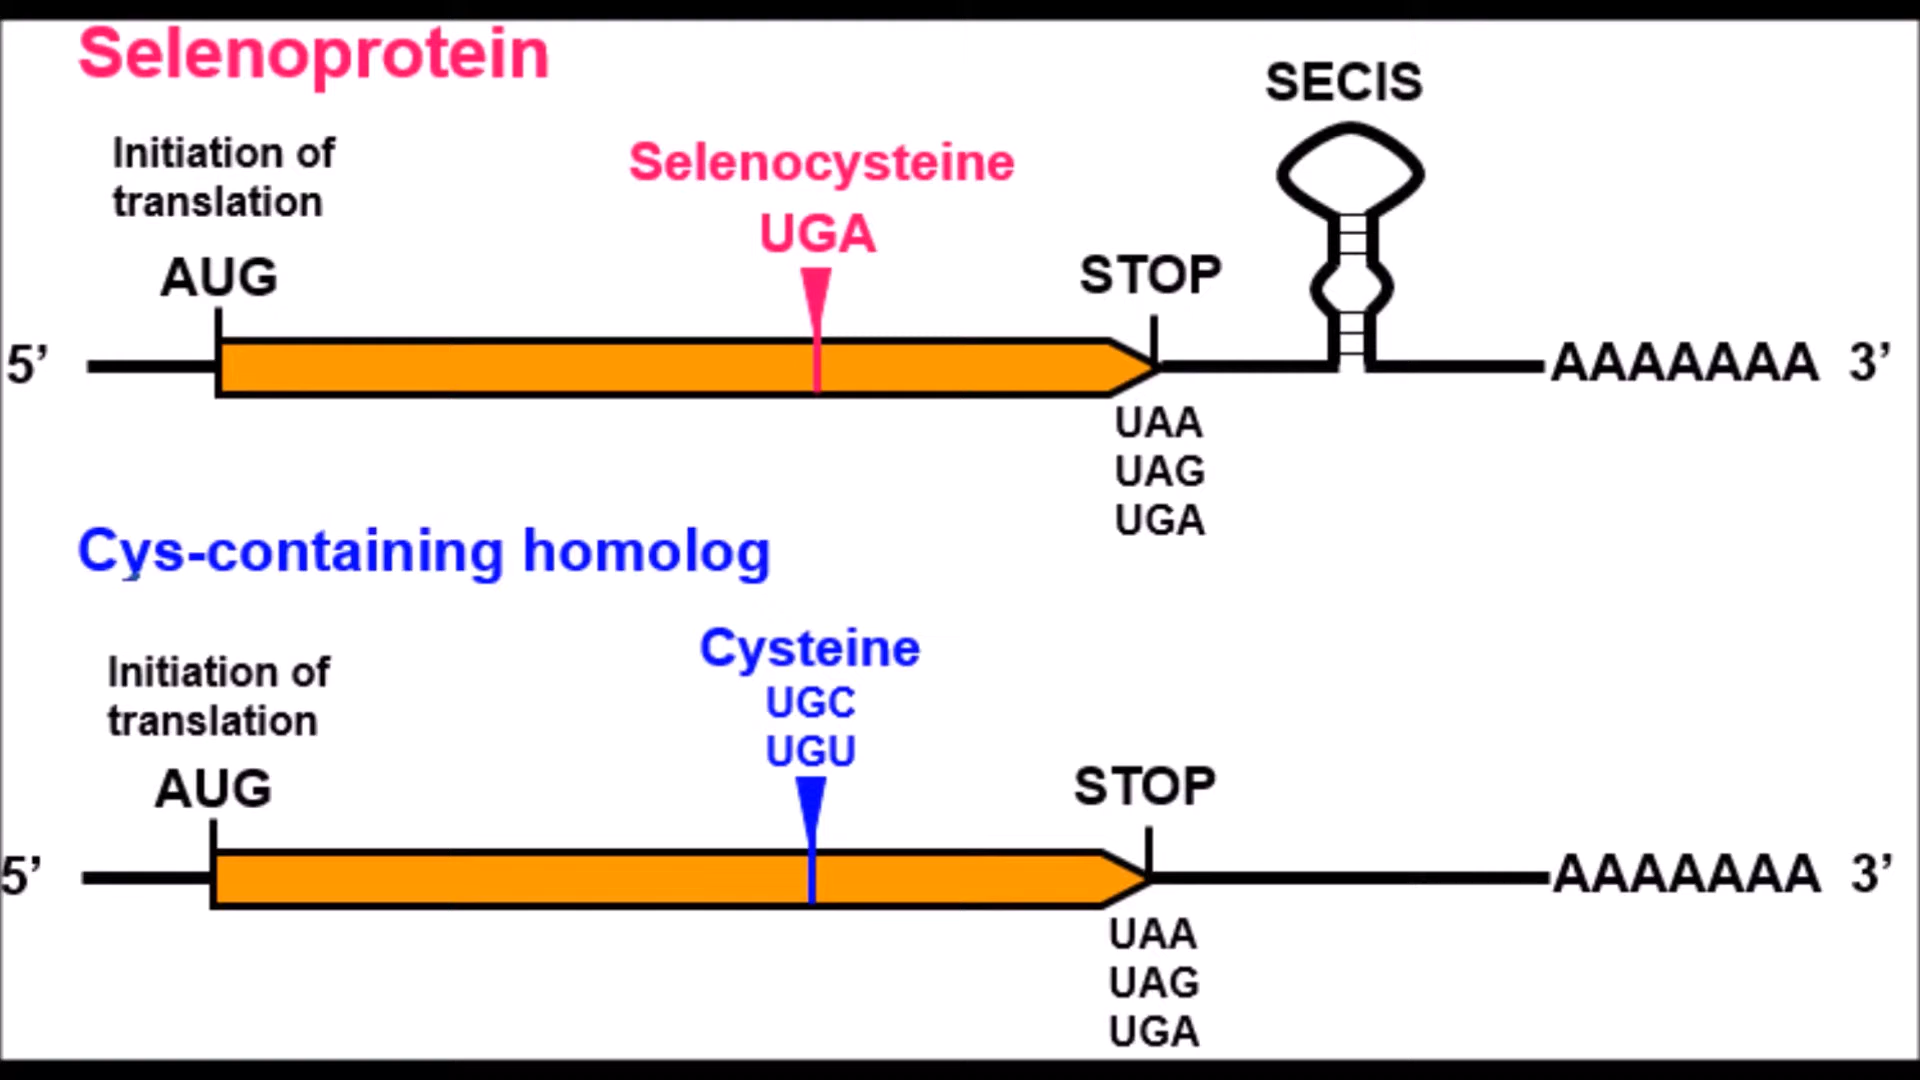 Selenoprotein
SECIS
Initiation of
translation
Selenocysteine
UGA
AUG
STOP
5’
AAAAAAA 3’
UAA
UAG
UGA
Cys-containing homolog
Initiation of
translation
Cysteine
UGC
UGU
AUG
STOP
5’
AAAAAAA 3’
UAA
UAG
UGA